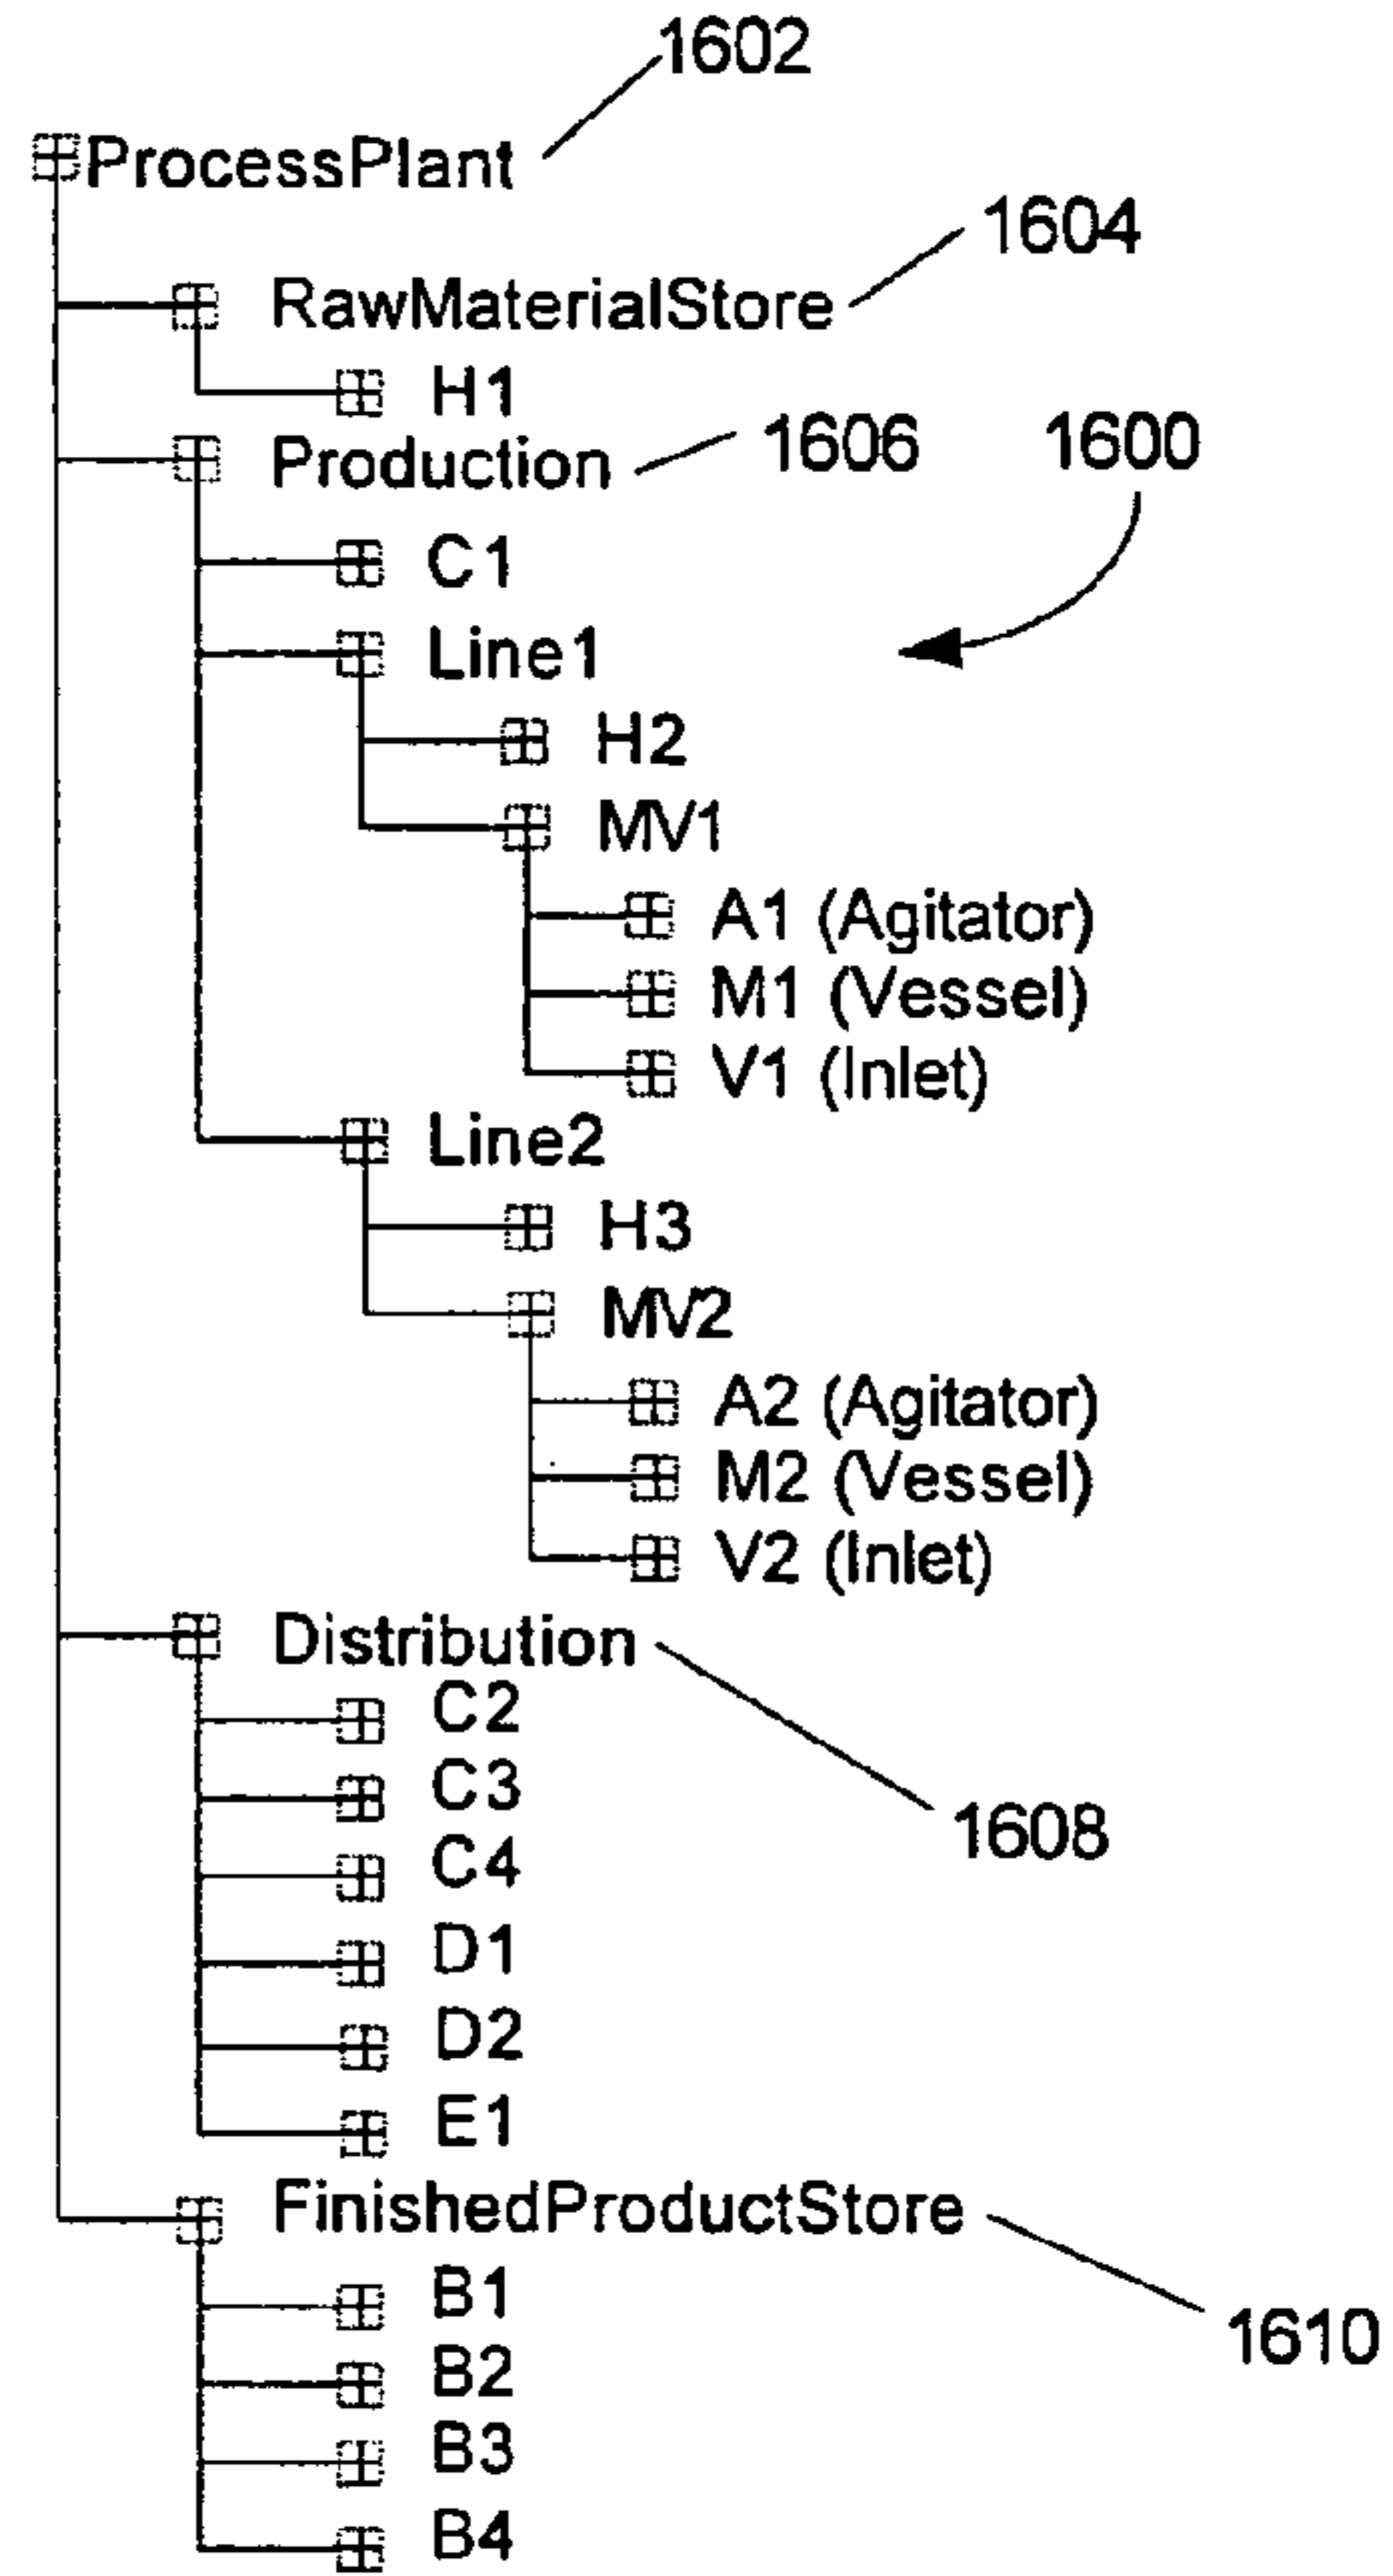 1602
ProcessPlant
1604
RawMaterialStore
H1
Production 1606 1600
C1
Line1
H2
MV1
A1 (Agitator)
M1 (Vessel)
V1 (Inlet)
Line2
H3
MV2
A2 (Agitator)
M2 (Vessel)
V2 (Inlet)
Distribution
C2
C3
1608
C4
D1
D2
E1
FinishedProductStore
B1
1610
B2
B3
B4